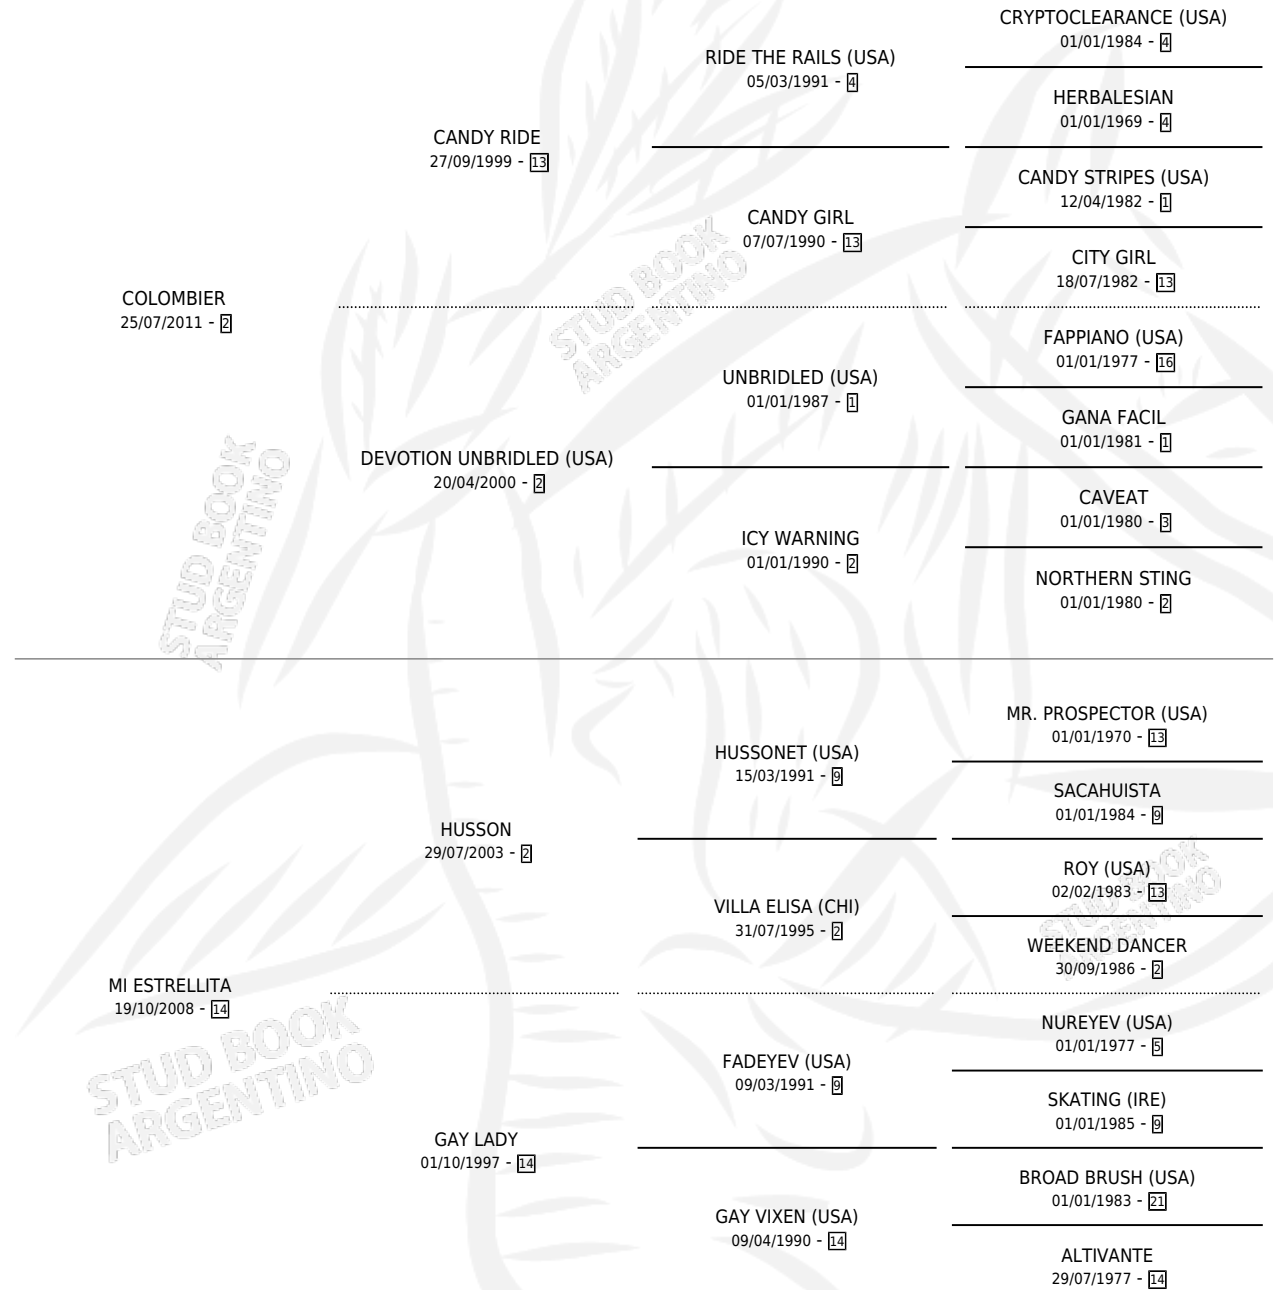 CRYPTOCLEARANCE (USA)
01/01/1984 - 4
RIDE THE RAILS (USA)
05/03/1991 - 4
HERBALESIAN
01/01/1969 - 4
CANDY RIDE
27/09/1999 - 13
CANDY STRIPES (USA)
12/04/1982 - 1
CANDY GIRL
07/07/1990 - 13
CITY GIRL
18/07/1982 - 13
COLOMBIER
25/07/2011 - 2
FAPPIANO (USA)
01/01/1977 - 16
UNBRIDLED (USA)
01/01/1987 - 1
GANA FACIL
01/01/1981 - 1
DEVOTION UNBRIDLED (USA)
20/04/2000 - 2
CAVEAT
01/01/1980 - 3
ICY WARNING
01/01/1990 - 2
NORTHERN STING
01/01/1980 - 2
MR. PROSPECTOR (USA)
01/01/1970 - 13
HUSSONET (USA)
15/03/1991 - 9
SACAHUISTA
01/01/1984 - 9
HUSSON
29/07/2003 - 2
ROY (USA)
02/02/1983 - 13
VILLA ELISA (CHI)
31/07/1995 - 2
WEEKEND DANCER
30/09/1986 - 2
MI ESTRELLITA
19/10/2008 - 14
NUREYEV (USA)
01/01/1977 - 5
FADEYEV (USA)
09/03/1991 - 9
SKATING (IRE)
01/01/1985 - 9
GAY LADY
01/10/1997 - 14
BROAD BRUSH (USA)
01/01/1983 - 21
GAY VIXEN (USA)
09/04/1990 - 14
ALTIVANTE
29/07/1977 - 14
STUD BOOK
ARGENTINO
STUD BOOK
ARGENTINO
STUD BOOK
ARGENTINO
STUD BOOK
ARGENTINO